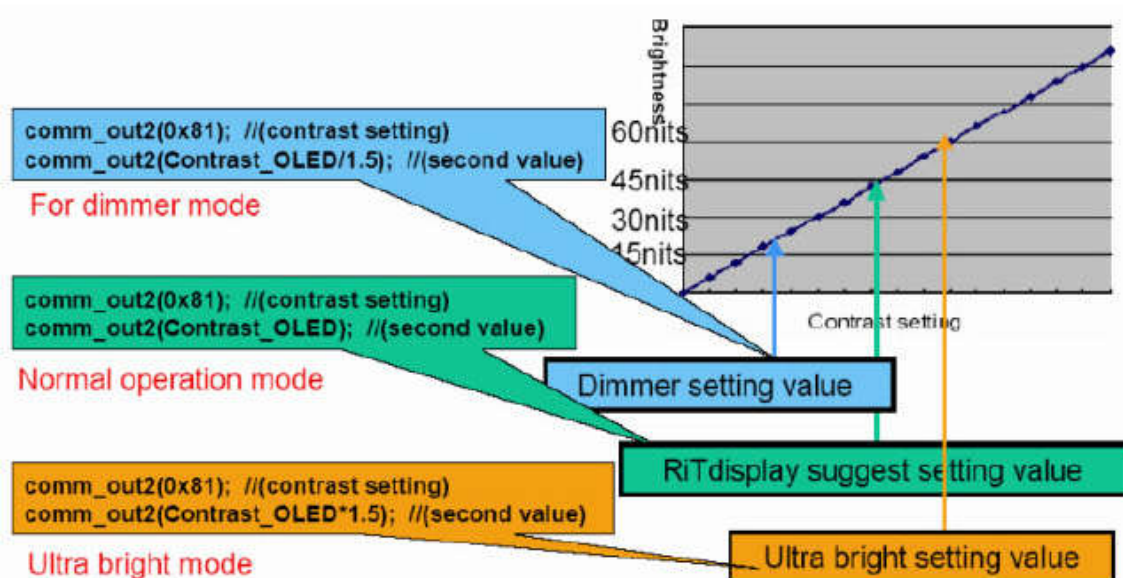 Brightness
60nits
45nits
30nits
15nits
Contrast setting
comm_out2(0x81); //(contrast setting)
comm_out2(Contrast_OLED/1.5); //(second value)
For dimmer mode
Dimmer setting value
comm_out2(0x81); //(contrast setting)
comm_out2(Contrast_OLED); //(second value)
Normal operation mode
RiTdisplay suggest setting value
comm_out2(0x81); //(contrast setting)
comm_out2(Contrast_OLED*1.5); //(second value)
Ultra bright mode
Ultra bright setting value